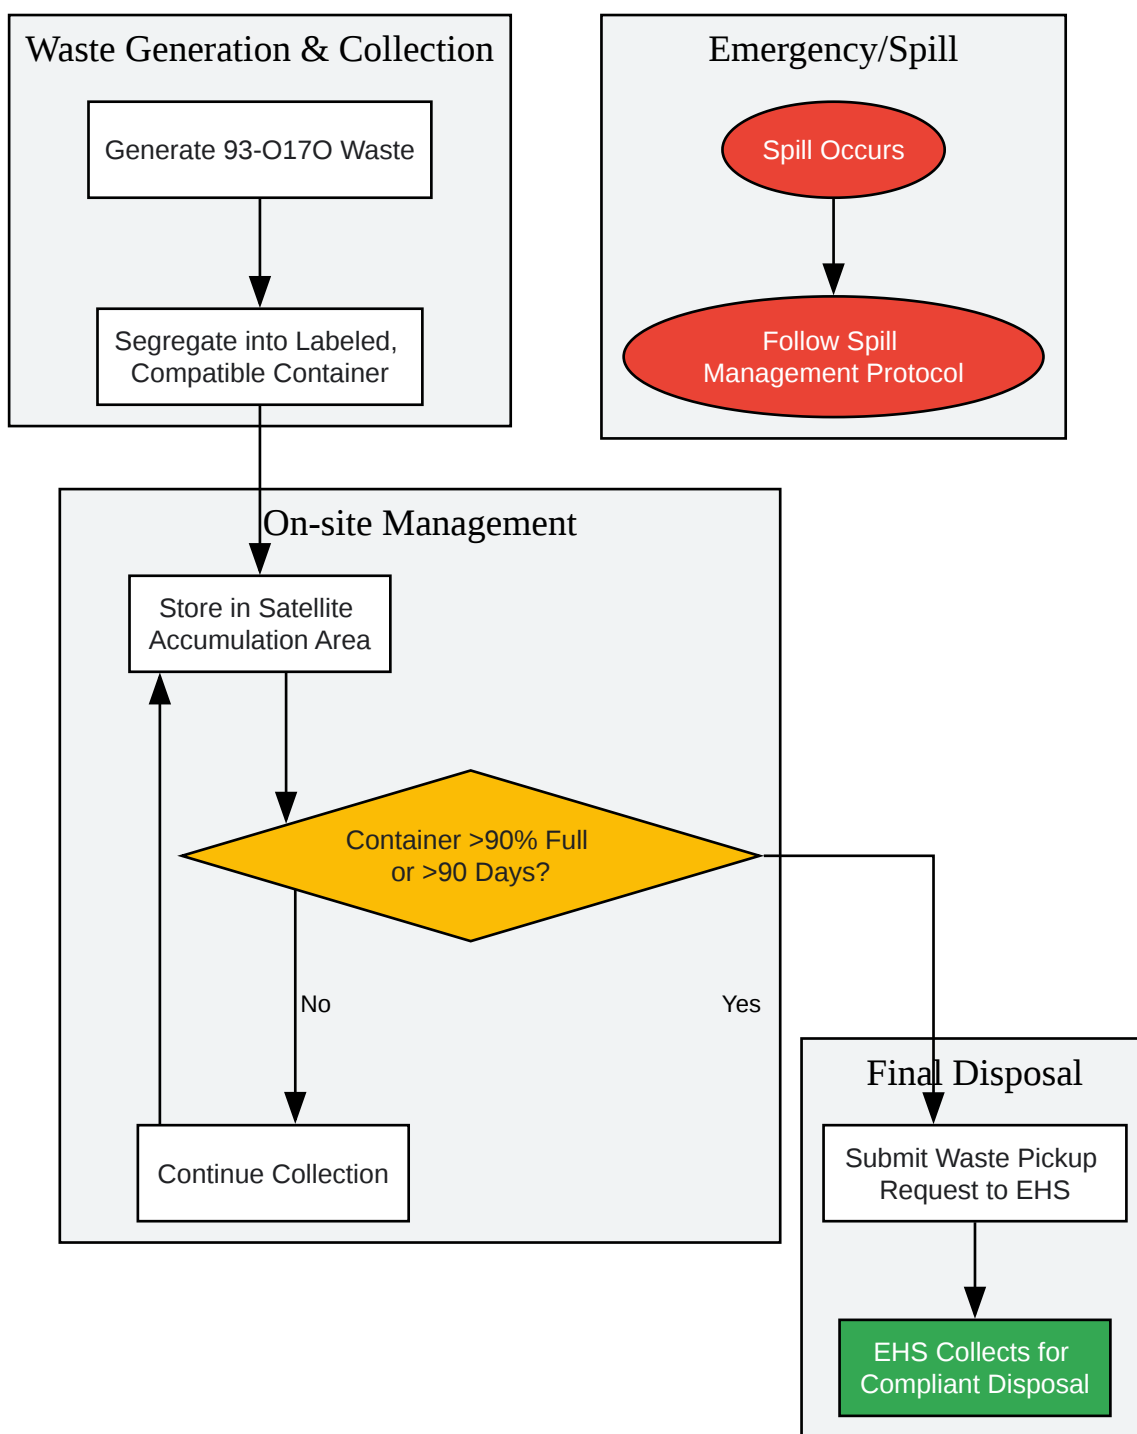 Waste Generation & Collection
Generate 93-O17O Waste
Segregate into Labeled,
Compatible Container
Emergency/Spill
Spill Occurs
Follow Spill
Management Protocol
On-site Management
Store in Satellite
Accumulation Area
Container >90% Full
or >90 Days?
No
Yes
Continue Collection
Final Disposal
Submit Waste Pickup
Request to EHS
EHS Collects for
Compliant Disposal